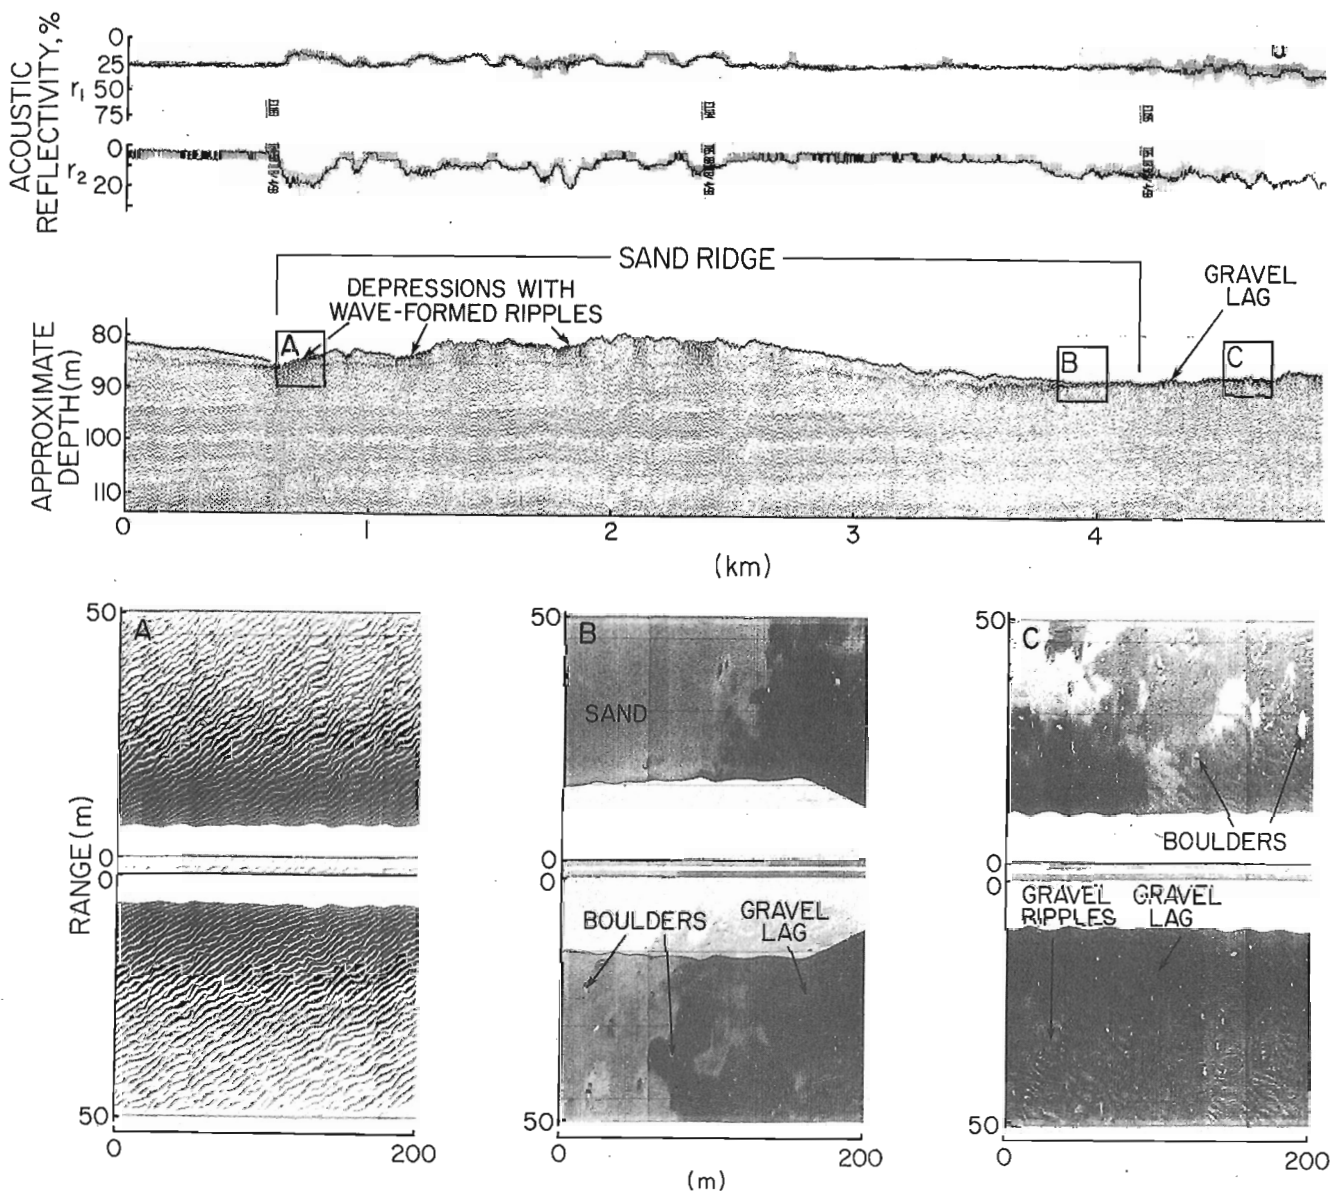 ACOUSTIC
REFLECTIVITY, %
0
25
r1 50
75
0
r2
20
SAND RIDGE
DEPRESSIONS WITH
WAVE-FORMED RIPPLES
GRAVEL
LAG
A
B
C
APPROXIMATE
DEPTH (m)
80
90
100
110
0 1 2 3 4
(km)
RANGE (m)
50
A
0
0
50
0 200
50
B
SAND
0
0
BOULDERS
GRAVEL
LAG
50
0 200
(m)
50
C
BOULDERS
0
0
GRAVEL
RIPPLES
GRAVEL
LAG
50
0 200